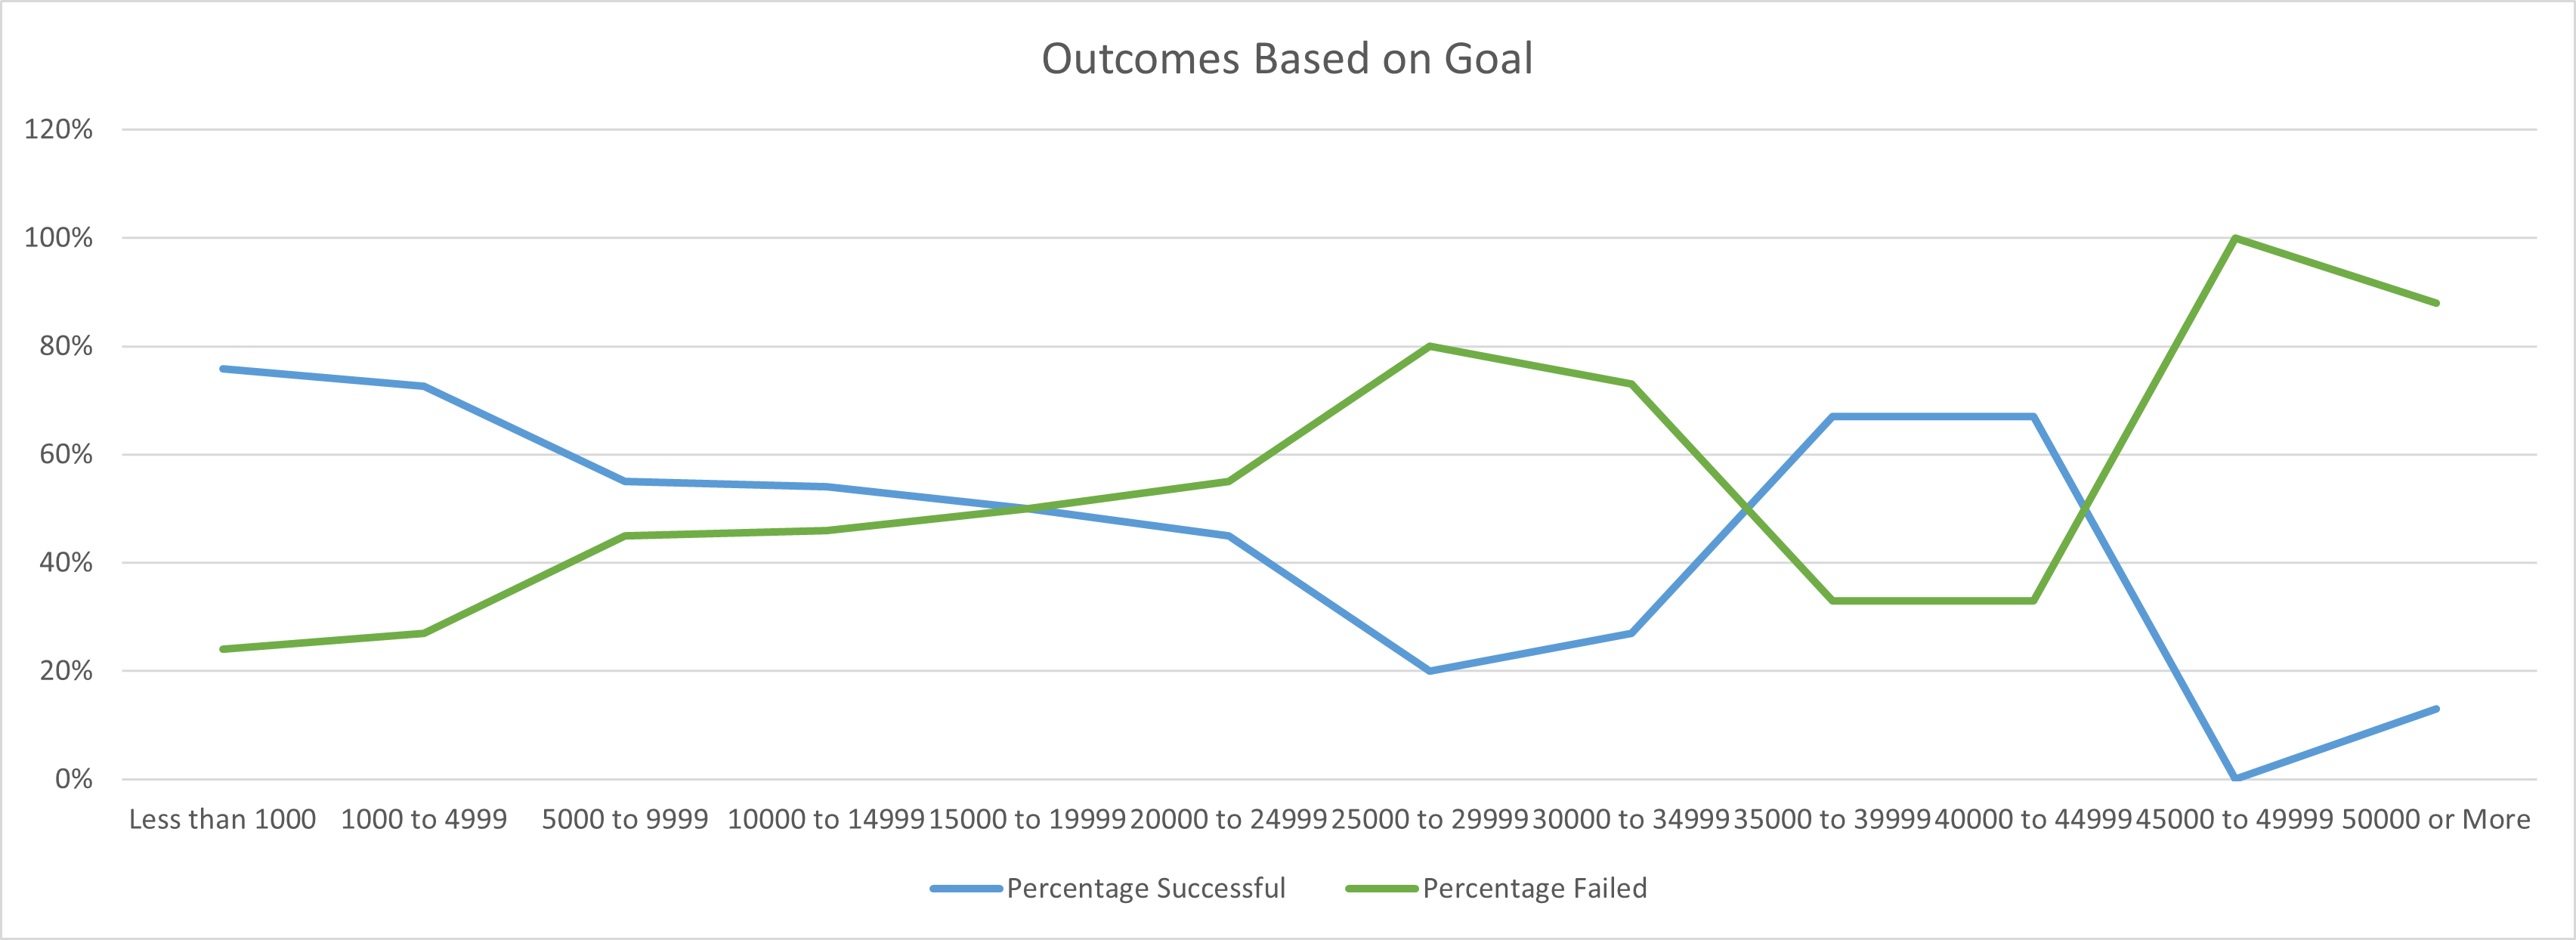 Outcomes Based on Goal
120%
100%
80%
60%
40%
20%
0%
Less than 1000 1000 to 4999 5000 to 9999 10000 to 14999 15000 to 19999 20000 to 24999 25000 to 29999 30000 to 34999 35000 to 39999 40000 to 44999 45000 to 49999 50000 or More
Percentage Successful Percentage Failed